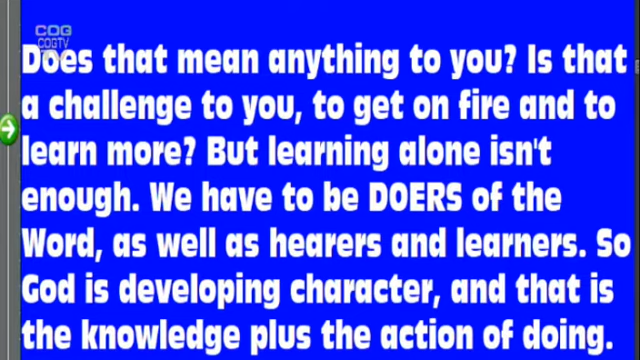 COG
COGTV
Does that mean anything to you? Is that
a challenge to you, to get on fire and to
learn more? But learning alone isn't
enough. We have to be DOERS of the
Word, as well as hearers and learners. So
God is developing character, and that is
the knowledge plus the action of doing.